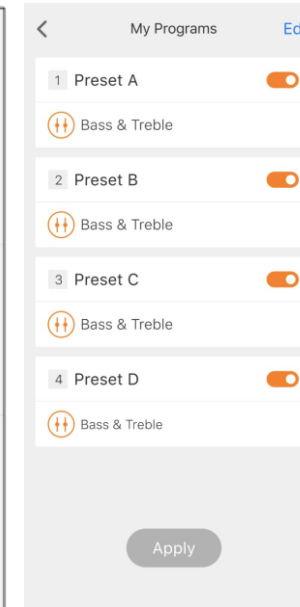 My Programs
1 Preset A
Bass & Treble
2 Preset B
Bass & Treble
3 Preset C
Bass & Treble
4 Preset D
Bass & Treble
Apply